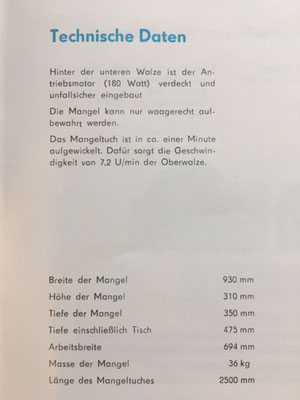 Technische Daten
Hinter der unteren Walze ist der An-
triebsmotor (180 Watt) verdeckt und
unfallsicher eingebaut
Die Mangel kann nur waagerecht auf-
bewahrt werden.
Das Mangeltuch ist in ca. einer Minute
aufgewickelt. Dafür sorgt die Geschwin-
digkeit von 7,2 U/min der Oberwalze.
Breite der Mangel 930 mm
Höhe der Mangel 310 mm
Tiefe der Mangel 350 mm
Tiefe einschließlich Tisch 475 mm
Arbeitsbreite 694 mm
Masse der Mangel 36 kg
Länge des Mangeltuches 2500 mm